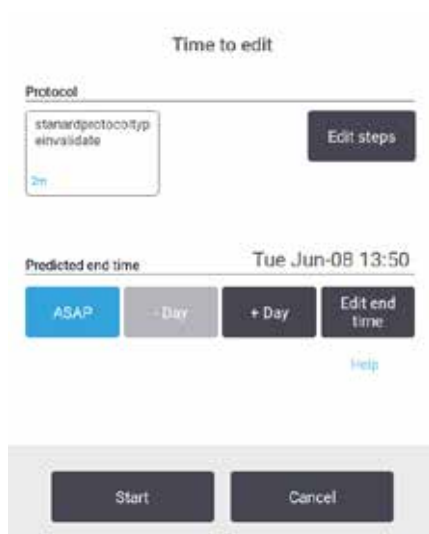 Time to edit
Protocol
stanardprotocoltyp
einvalidate
Edit steps
2m
Predicted end time
Tue Jun-08 13:50
ASAP
- Day
+ Day
Edit end
time
Help
Start
Cancel